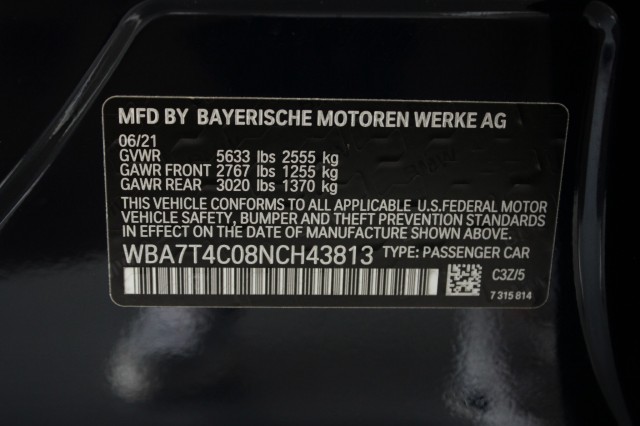 MFD BY BAYERISCHE MOTOREN WERKE AG
06/21
GVWR 5633 lbs 2555 kg
GAWR FRONT 2767 lbs 1255 kg
GAWR REAR 3020 lbs 1370 kg
THIS VEHICLE CONFORMS TO ALL APPLICABLE U.S.FEDERAL MOTOR
VEHICLE SAFETY, BUMPER AND THEFT PREVENTION STANDARDS
IN EFFECT ON THE DATE OF MANUFACTURE SHOWN ABOVE.
WBA7T4C08NCH43813 TYPE: PASSENGER CAR
C3Z/5
7 315 814